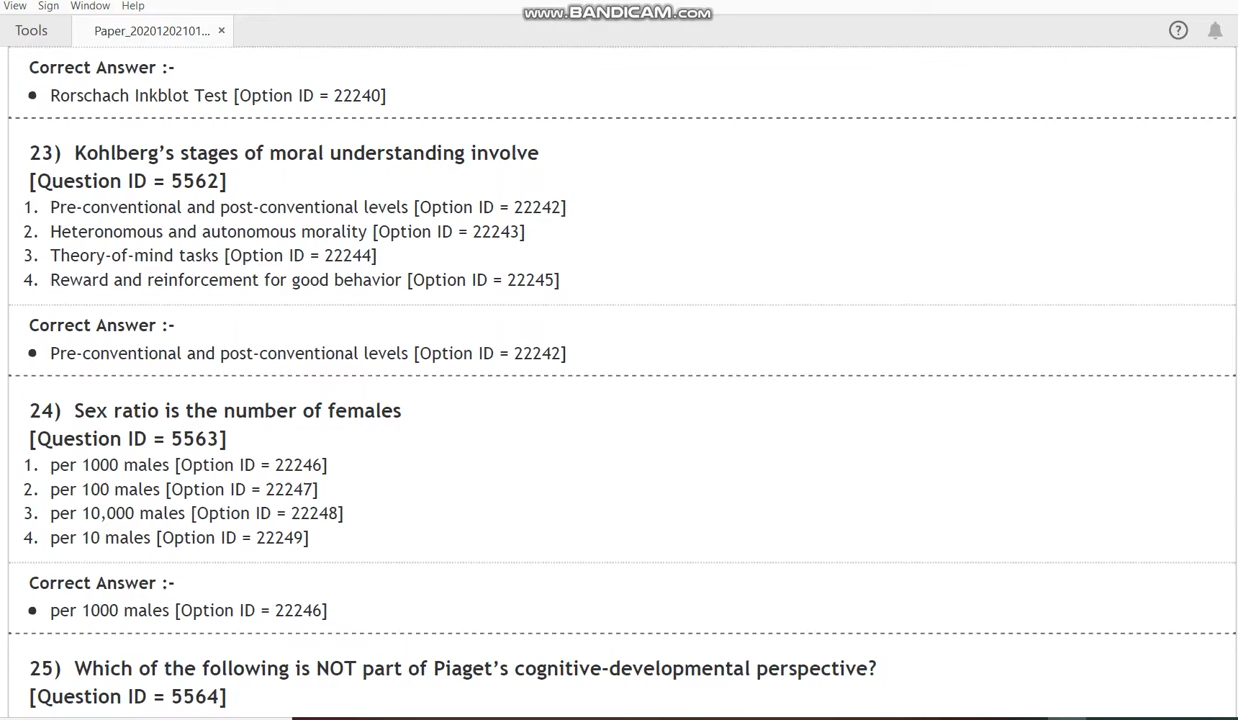 View Sign Window Help
www.BANDICAM.com
Tools Paper_20201202101... ×
Correct Answer :-
• Rorschach Inkblot Test [Option ID = 22240]
23) Kohlberg’s stages of moral understanding involve
[Question ID = 5562]
1. Pre-conventional and post-conventional levels [Option ID = 22242]
2. Heteronomous and autonomous morality [Option ID = 22243]
3. Theory-of-mind tasks [Option ID = 22244]
4. Reward and reinforcement for good behavior [Option ID = 22245]
Correct Answer :-
• Pre-conventional and post-conventional levels [Option ID = 22242]
24) Sex ratio is the number of females
[Question ID = 5563]
1. per 1000 males [Option ID = 22246]
2. per 100 males [Option ID = 22247]
3. per 10,000 males [Option ID = 22248]
4. per 10 males [Option ID = 22249]
Correct Answer :-
• per 1000 males [Option ID = 22246]
25) Which of the following is NOT part of Piaget’s cognitive-developmental perspective?
[Question ID = 5564]